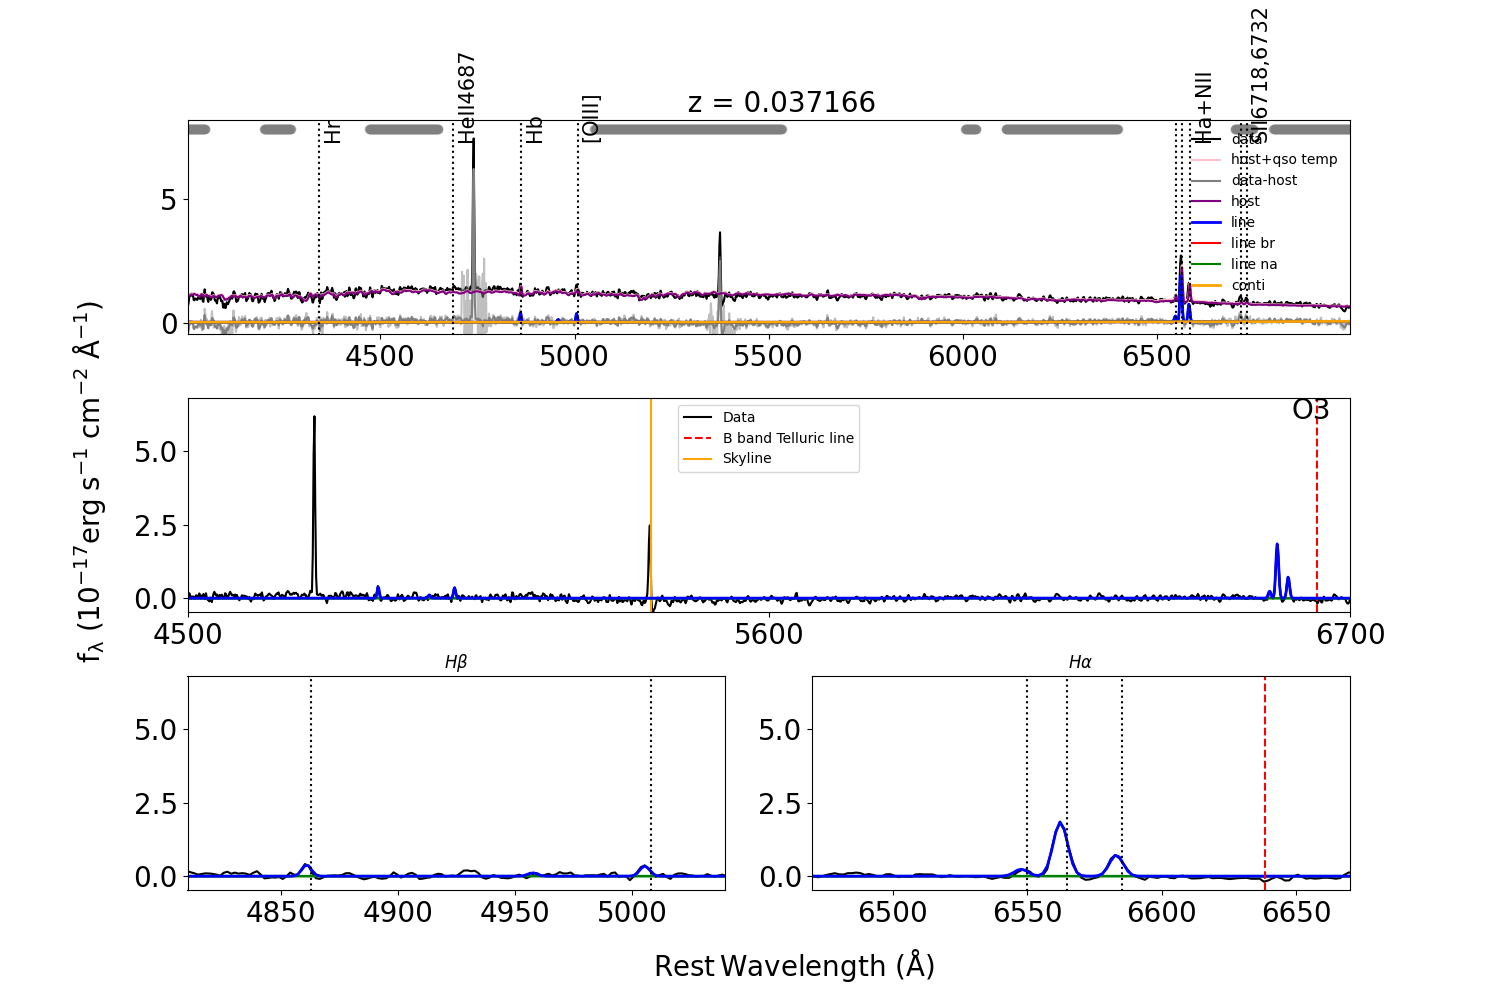 z = 0.037166
Hr
HeII4687
Hb
[OIII]
Ha+NII
SII6718,6732
data
host+qso temp
data-host
host
line
line br
line na
conti
5
0
4500
5000
5500
6000
6500
fλ (10⁻¹⁷erg s⁻¹ cm⁻² Å⁻¹)
O3
Data
B band Telluric line
Skyline
5.0
2.5
0.0
4500
5600
6700
Hβ
5.0
2.5
0.0
4850
4900
4950
5000
Hα
5.0
2.5
0.0
6500
6550
6600
6650
Rest Wavelength (Å)